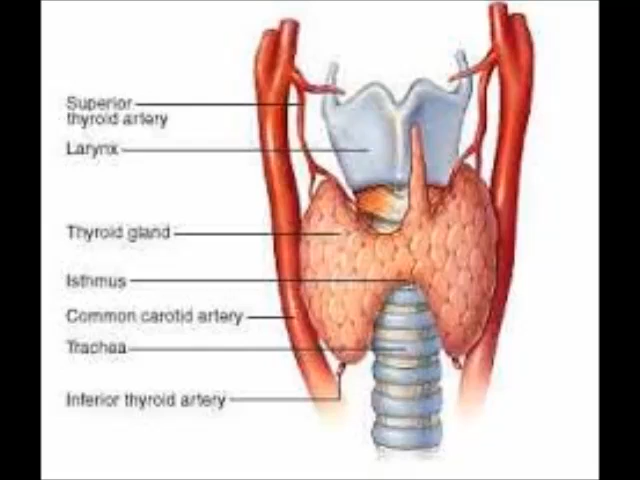 Superior
thyroid artery
Larynx
Thyroid gland
Isthmus
Common carotid artery
Trachea
Inferior thyroid artery